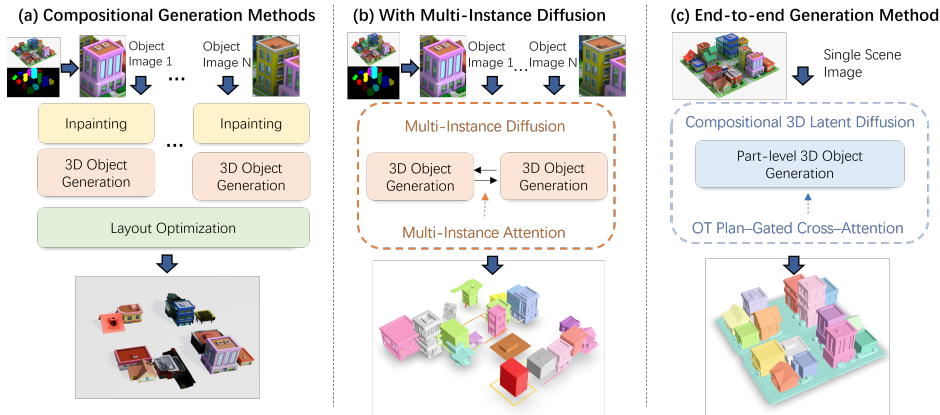 (a) Compositional Generation Methods
Object
Image 1
...
Object
Image N
Inpainting
Inpainting
...
3D Object
Generation
3D Object
Generation
Layout Optimization
(b) With Multi-Instance Diffusion
Object
Image 1
...
Object
Image N
Multi-Instance Diffusion
3D Object
Generation
3D Object
Generation
Multi-Instance Attention
(c) End-to-end Generation Method
Single Scene
Image
Compositional 3D Latent Diffusion
Part-level 3D Object
Generation
OT Plan–Gated Cross–Attention